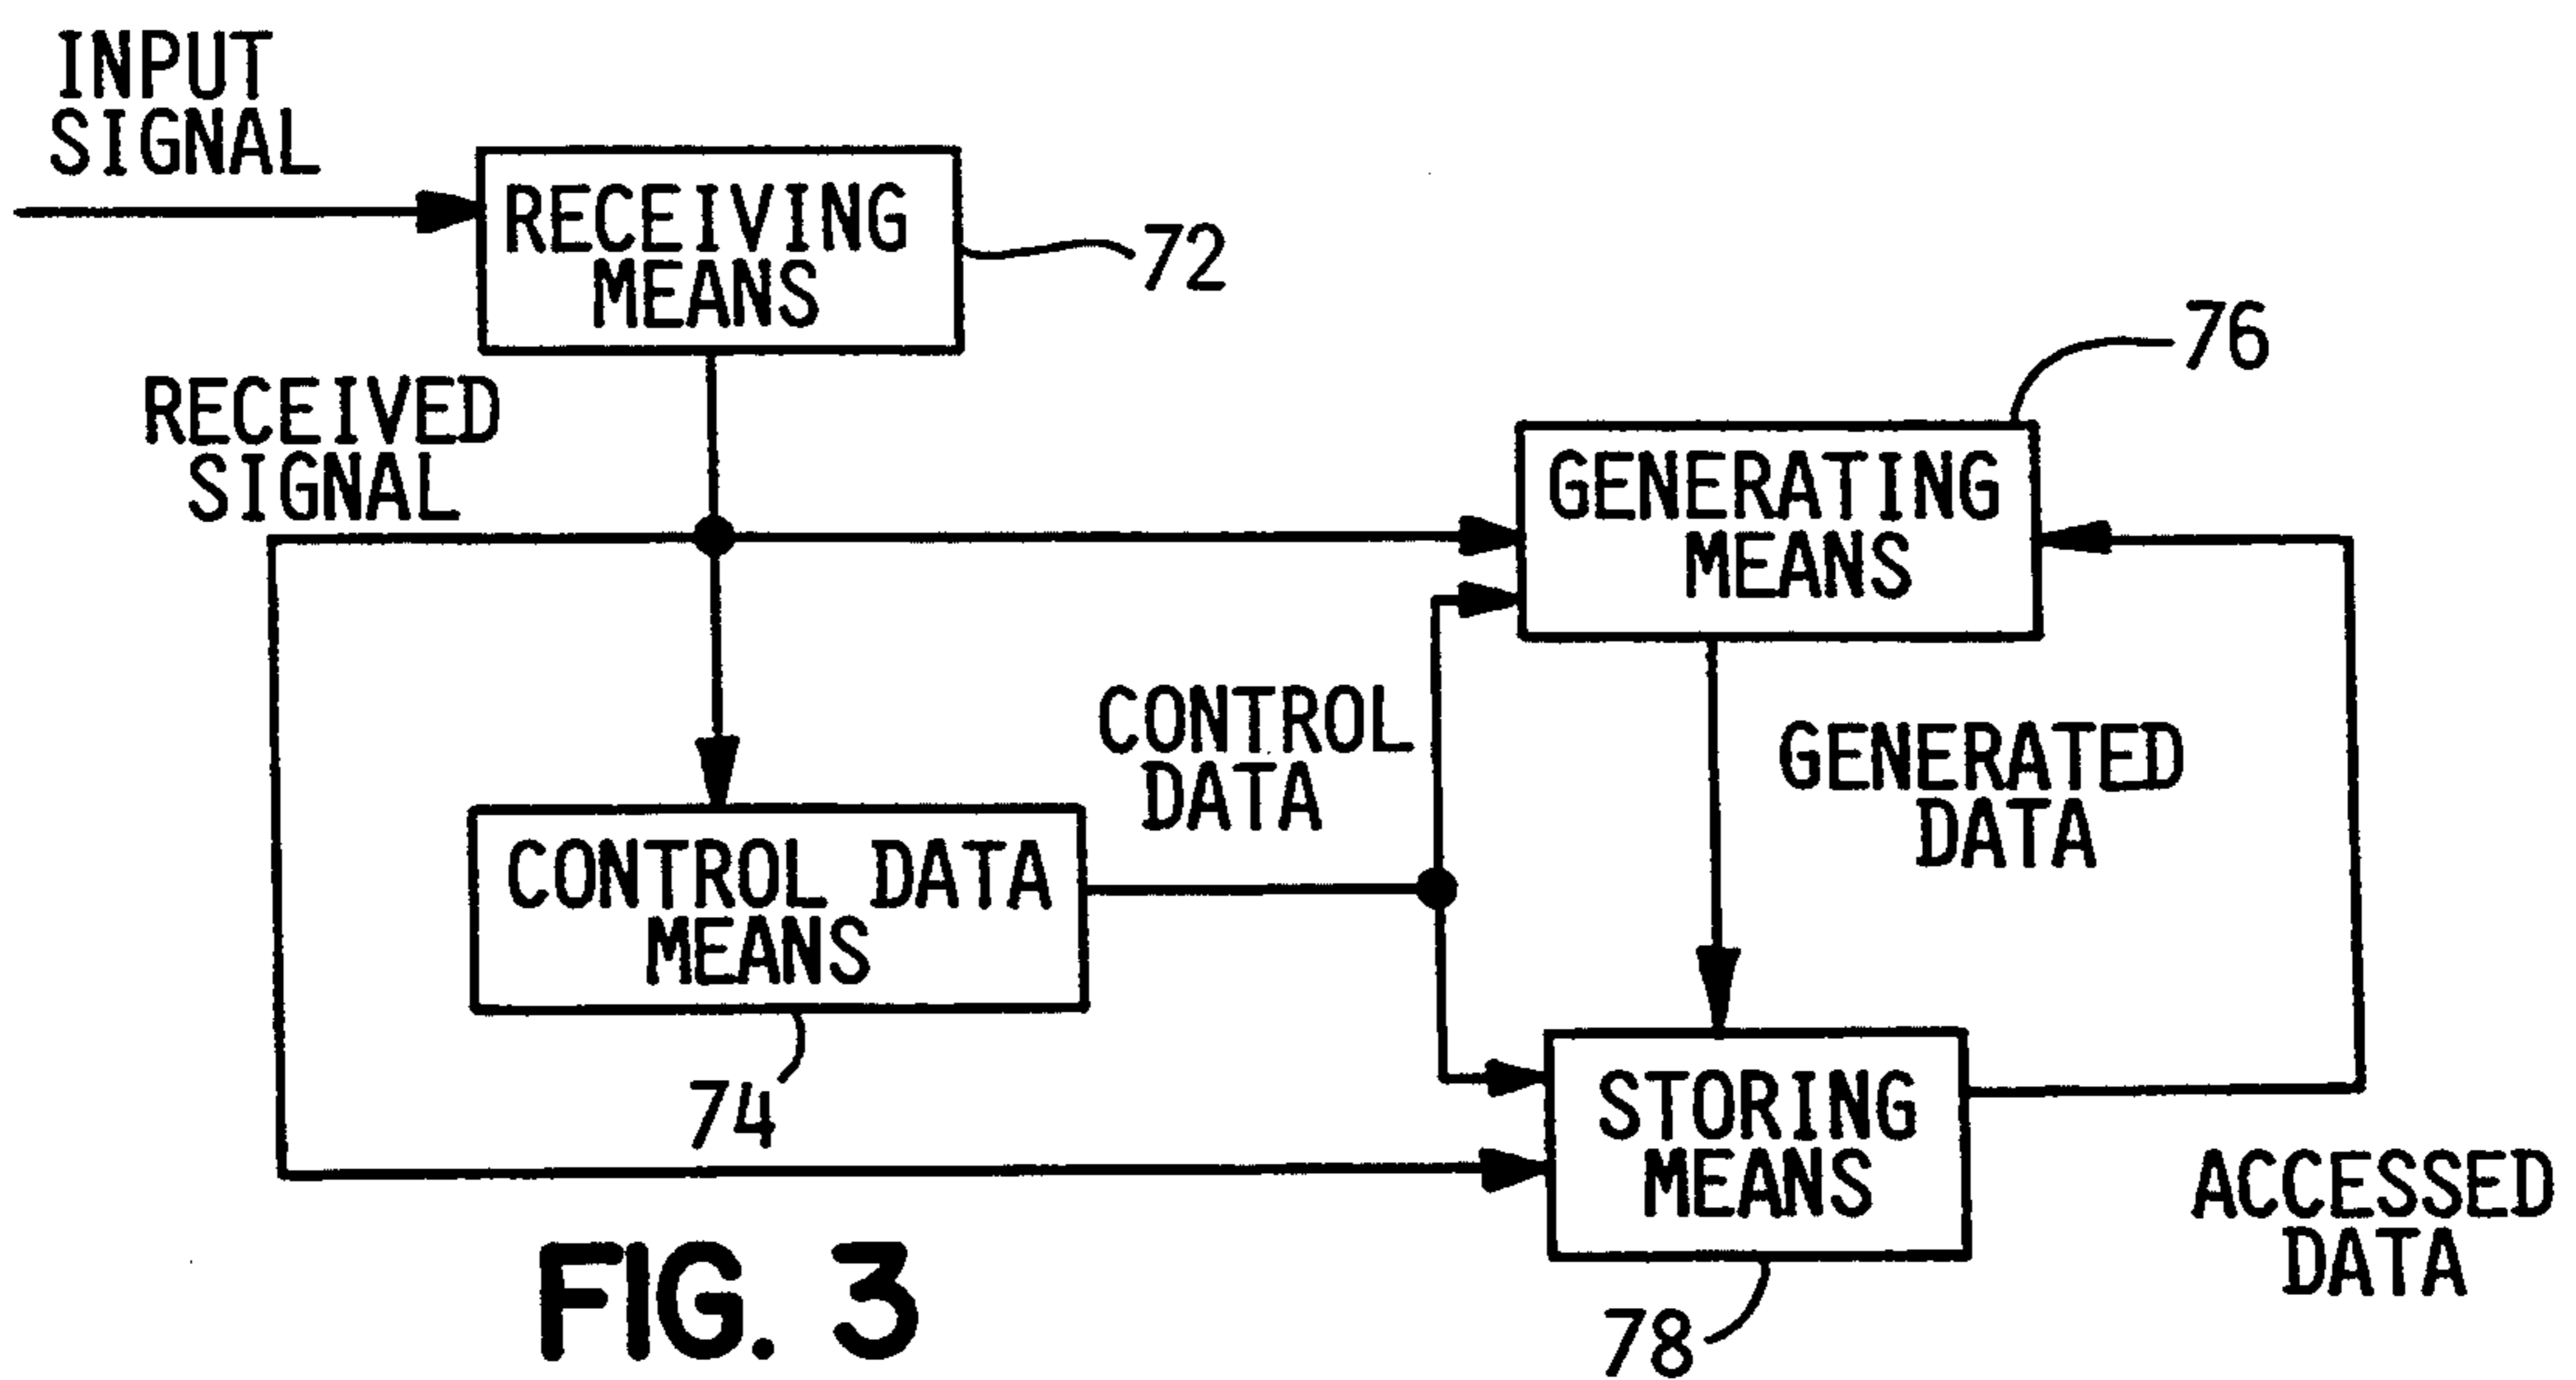 INPUT
SIGNAL
RECEIVING
MEANS
72
RECEIVED
SIGNAL
76
GENERATING
MEANS
CONTROL
DATA
GENERATED
DATA
CONTROL DATA
MEANS
74
STORING
MEANS
ACCESSED
DATA
78
FIG. 3